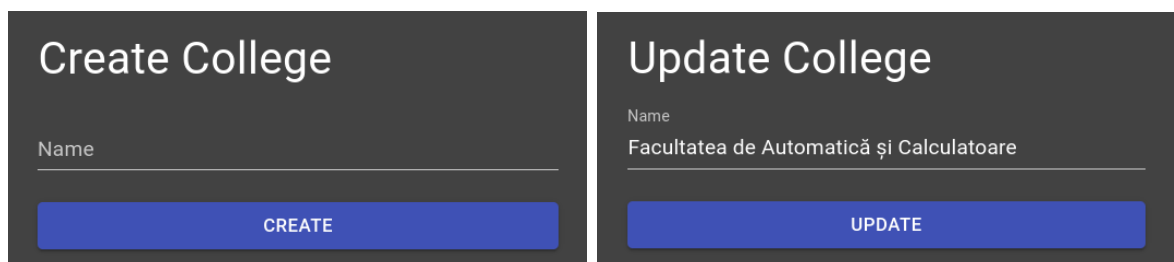 Create College
Name
CREATE
Update College
Name
Facultatea de Automatică și Calculatoare
UPDATE